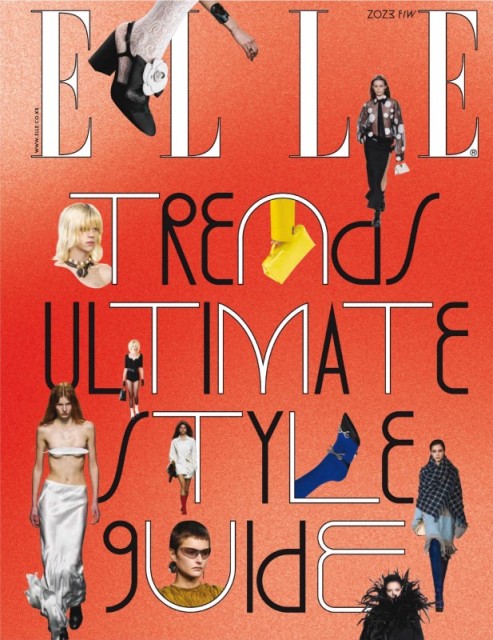 2023 F/W
ELLE
®
www.elle.co.kr
TRENdS
ULTIMATE
STYLE
guidE